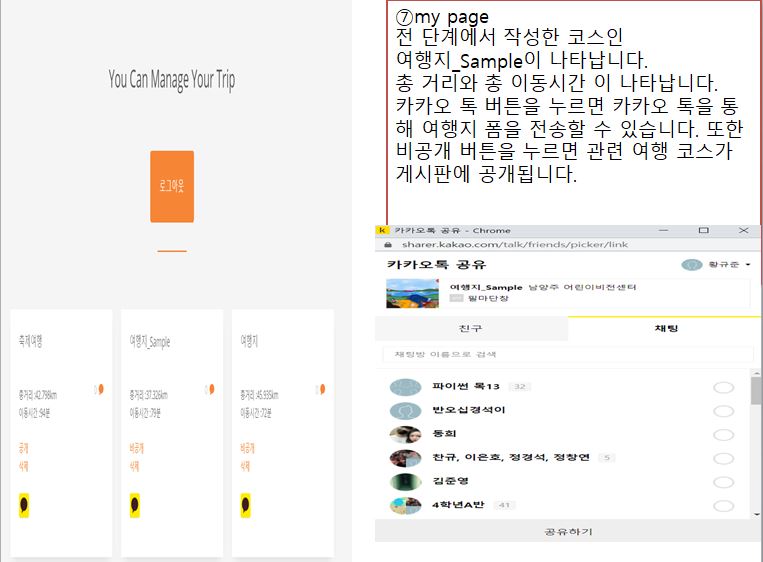 You Can Manage Your Trip
로그아웃
축제여행
총거리:42.798km
0
이동시간:94분
공개
삭제
여행지_Sample
총거리:37.326km
0
이동시간:79분
비공개
삭제
여행지
총거리:45.935km
0
이동시간:72분
비공개
삭제
⑦my page
전 단계에서 작성한 코스인
여행지_Sample이 나타납니다.
총 거리와 총 이동시간 이 나타납니다.
카카오 톡 버튼을 누르면 카카오 톡을 통
해 여행지 폼을 전송할 수 있습니다. 또한
비공개 버튼을 누르면 관련 여행 코스가
게시판에 공개됩니다.
k 카카오톡 공유 - Chrome
sharer.kakao.com/talk/friends/picker/link
카카오톡 공유
황규준
여행지_Sample 남양주 어린이비전센터
필마단창
친구
채팅
채팅방 이름으로 검색
파이썬 목13 32
반오십경석이
동희
찬규, 이은호, 정경석, 정창연 5
김준영
4학년A반 41
공유하기